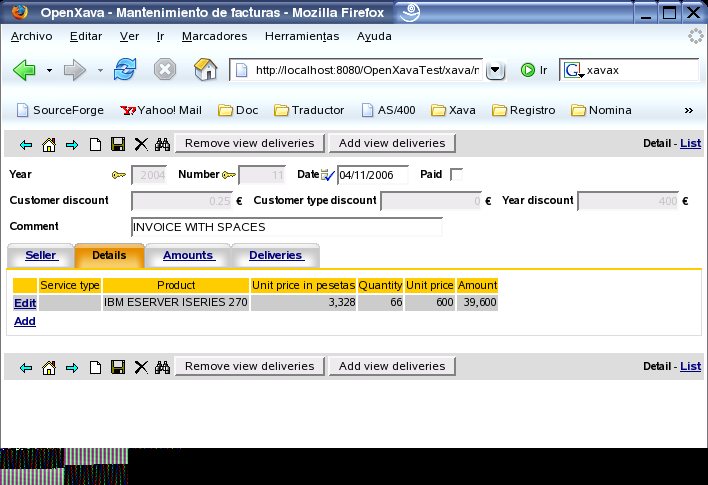 OpenXava - Mantenimiento de facturas - Mozilla Firefox
Archivo Editar Ver Ir Marcadores Herramientas Ayuda
http://localhost:8080/OpenXavaTest/xava/n Ir G xavax
SourceForge Yahoo! Mail Doc Traductor AS/400 Xava Registro Nomina »
Remove view deliveries Add view deliveries Detail - List
Year 2004 Number 11 Date 04/11/2006 Paid
Customer discount 0.25 € Customer type discount 0 € Year discount 400 €
Comment INVOICE WITH SPACES
Seller Details Amounts Deliveries
Service type Product Unit price in pesetas Quantity Unit price Amount
Edit IBM ESERVER ISERIES 270 3,328 66 600 39,600
Add
Remove view deliveries Add view deliveries Detail - List